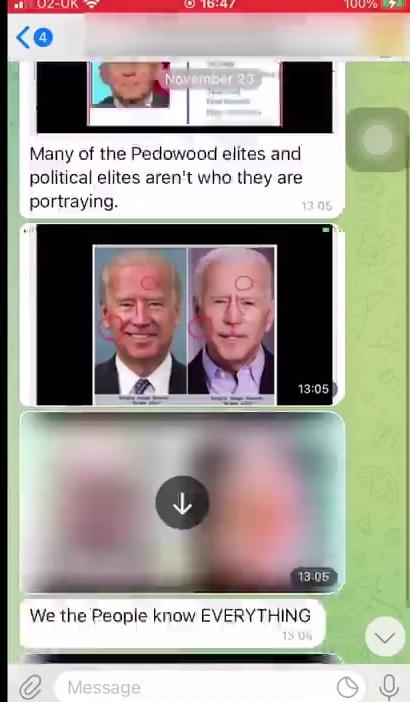 O2-UK
16:47
100%
4
November 23
Many of the Pedowood elites and
political elites aren't who they are
portraying.
13:05
13:05
13:05
We the People know EVERYTHING
13:05
Message